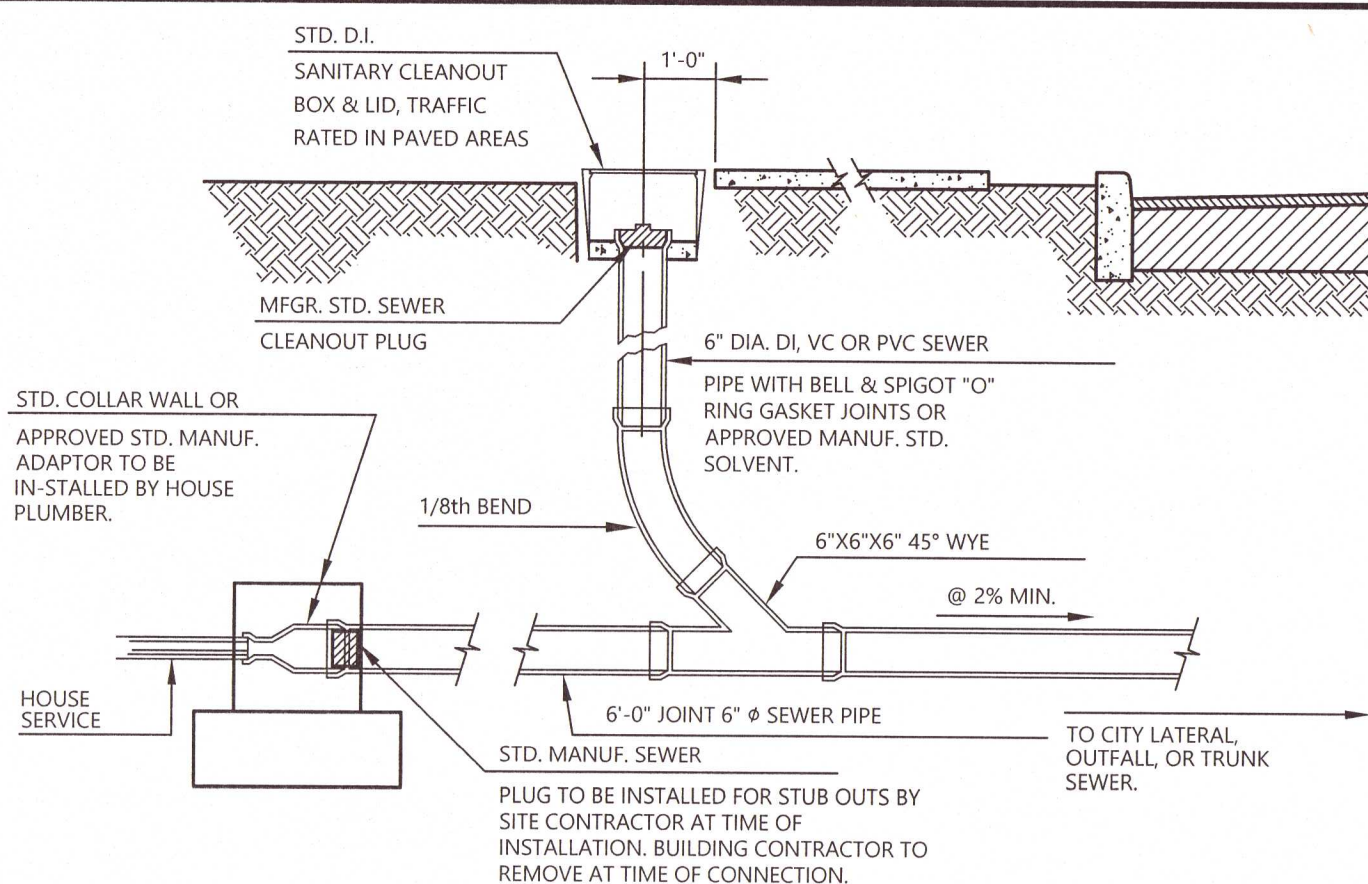 STD. D.I.
SANITARY CLEANOUT
BOX & LID, TRAFFIC
RATED IN PAVED AREAS
1'-0"
MFGR. STD. SEWER
CLEANOUT PLUG
6" DIA. DI, VC OR PVC SEWER
PIPE WITH BELL & SPIGOT "O"
RING GASKET JOINTS OR
APPROVED MANUF. STD.
SOLVENT.
STD. COLLAR WALL OR
APPROVED STD. MANUF.
ADAPTOR TO BE
IN-STALLED BY HOUSE
PLUMBER.
1/8th BEND
6"X6"X6" 45° WYE
@ 2% MIN.
HOUSE
SERVICE
6'-0" JOINT 6" ϕ SEWER PIPE
TO CITY LATERAL,
OUTFALL, OR TRUNK
SEWER.
STD. MANUF. SEWER
PLUG TO BE INSTALLED FOR STUB OUTS BY
SITE CONTRACTOR AT TIME OF
INSTALLATION. BUILDING CONTRACTOR TO
REMOVE AT TIME OF CONNECTION.